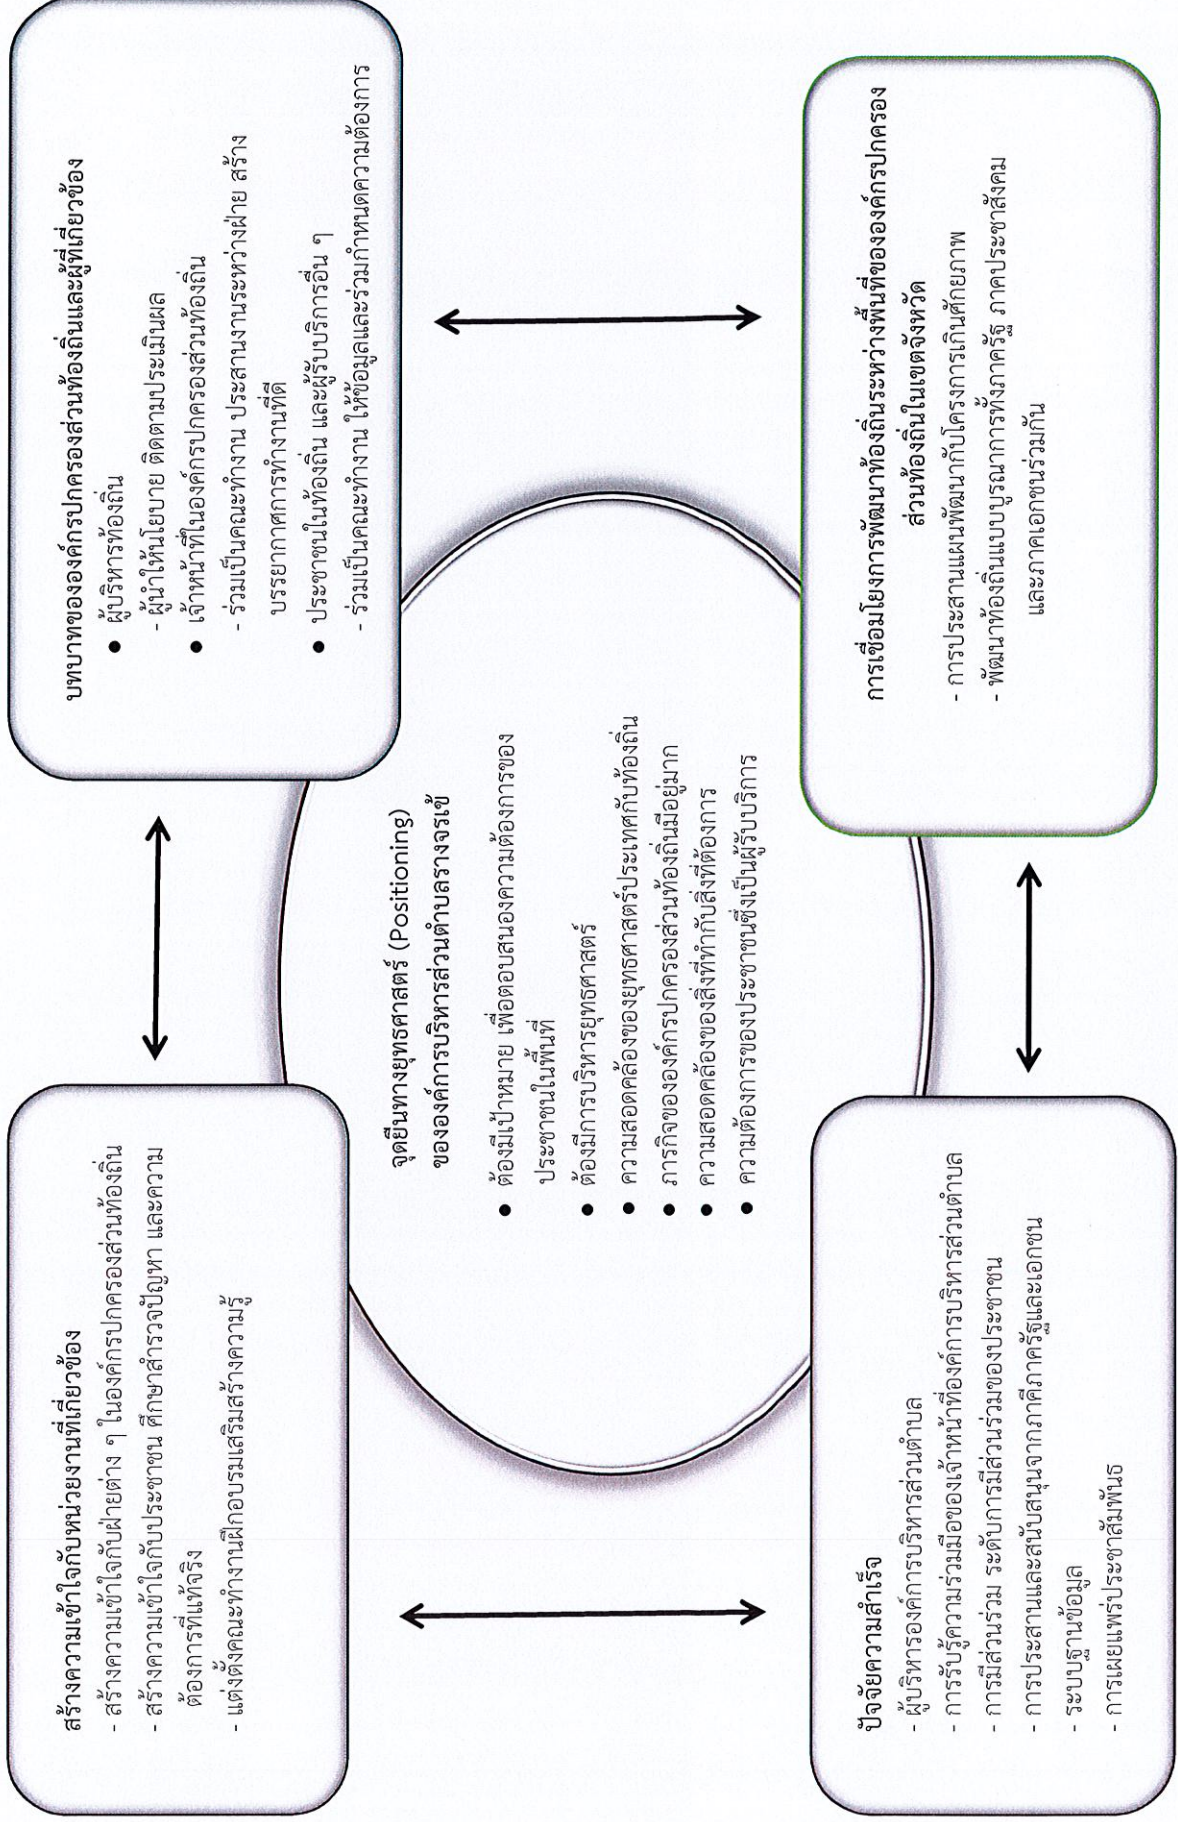 สร้างความเข้าใจกับหน่วยงานที่เกี่ยวข้อง
- สร้างความเข้าใจกับฝ่ายต่าง ๆ ในองค์กรปกครองส่วนท้องถิ่น
- สร้างความเข้าใจกับประชาชน ศึกษาสำรวจปัญหา และความ
ต้องการที่แท้จริง
- แต่งตั้งคณะทำงานฝึกอบรมเสริมสร้างความรู้
บทบาทขององค์กรปกครองส่วนท้องถิ่นและผู้ที่เกี่ยวข้อง
● ผู้บริหารท้องถิ่น
- ผู้นำให้นโยบาย ติดตามประเมินผล
● เจ้าหน้าที่ในองค์กรปกครองส่วนท้องถิ่น
- ร่วมเป็นคณะทำงาน ประสานงานระหว่างฝ่าย สร้าง
บรรยากาศการทำงานที่ดี
● ประชาชนในท้องถิ่น และผู้รับบริการอื่น ๆ
- ร่วมเป็นคณะทำงาน ให้ข้อมูลและร่วมกำหนดความต้องการ
จุดยืนทางยุทธศาสตร์ (Positioning)
ขององค์การบริหารส่วนตำบลรางจรเข้
● ต้องมีเป้าหมาย เพื่อตอบสนองความต้องการของ
ประชาชนในพื้นที่
● ต้องมีการบริหารยุทธศาสตร์
● ความสอดคล้องของยุทธศาสตร์ประเทศกับท้องถิ่น
● ภารกิจขององค์กรปกครองส่วนท้องถิ่นมีอยู่มาก
● ความสอดคล้องของสิ่งที่ทำกับสิ่งที่ต้องการ
● ความต้องการของประชาชนซึ่งเป็นผู้รับบริการ
ปัจจัยความสำเร็จ
- ผู้บริหารองค์การบริหารส่วนตำบล
- การรับรู้ความร่วมมือของเจ้าหน้าที่องค์การบริหารส่วนตำบล
- การมีส่วนร่วม ระดับการมีส่วนร่วมของประชาชน
- การประสานและสนับสนุนจากภาคีภาครัฐและเอกชน
- ระบบฐานข้อมูล
- การเผยแพร่ประชาสัมพันธ
การเชื่อมโยงการพัฒนาท้องถิ่นระหว่างพื้นที่ขององค์กรปกครอง
ส่วนท้องถิ่นในเขตจังหวัด
- การประสานแผนพัฒนากับโครงการเกินศักยภาพ
- พัฒนาท้องถิ่นแบบบูรณาการทั้งภาครัฐ ภาคประชาสังคม
และภาคเอกชนร่วมกัน